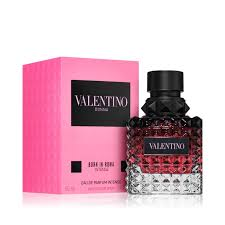 VALENTINO
DONNA
BORN IN ROMA
INTENSE
EAU DE PARFUM INTENSE
VALENTINO